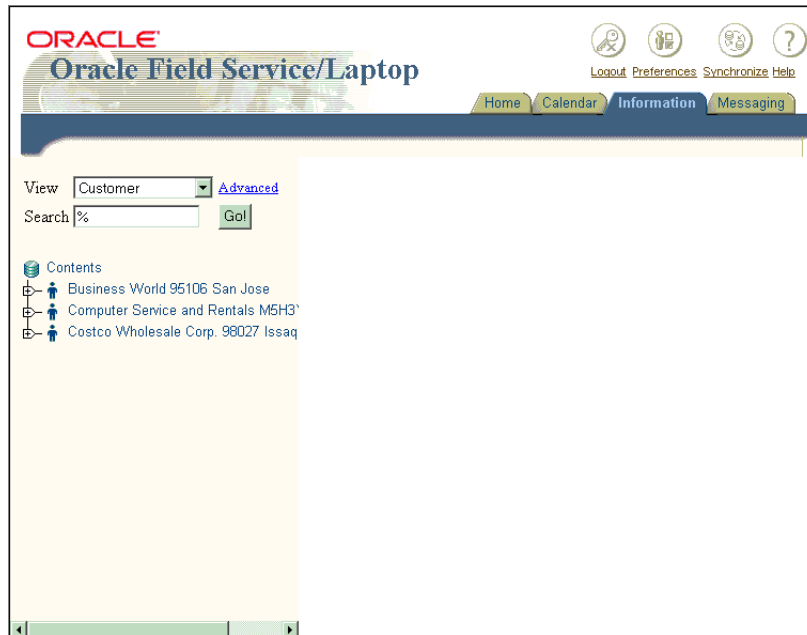 ORACLE
Oracle Field Service/Laptop
Logout Preferences Synchronize Help
Home Calendar Information Messaging
View Customer Advanced
Search % Go!
Contents
Business World 95106 San Jose
Computer Service and Rentals M5H3
Costco Wholesale Corp. 98027 Issaq